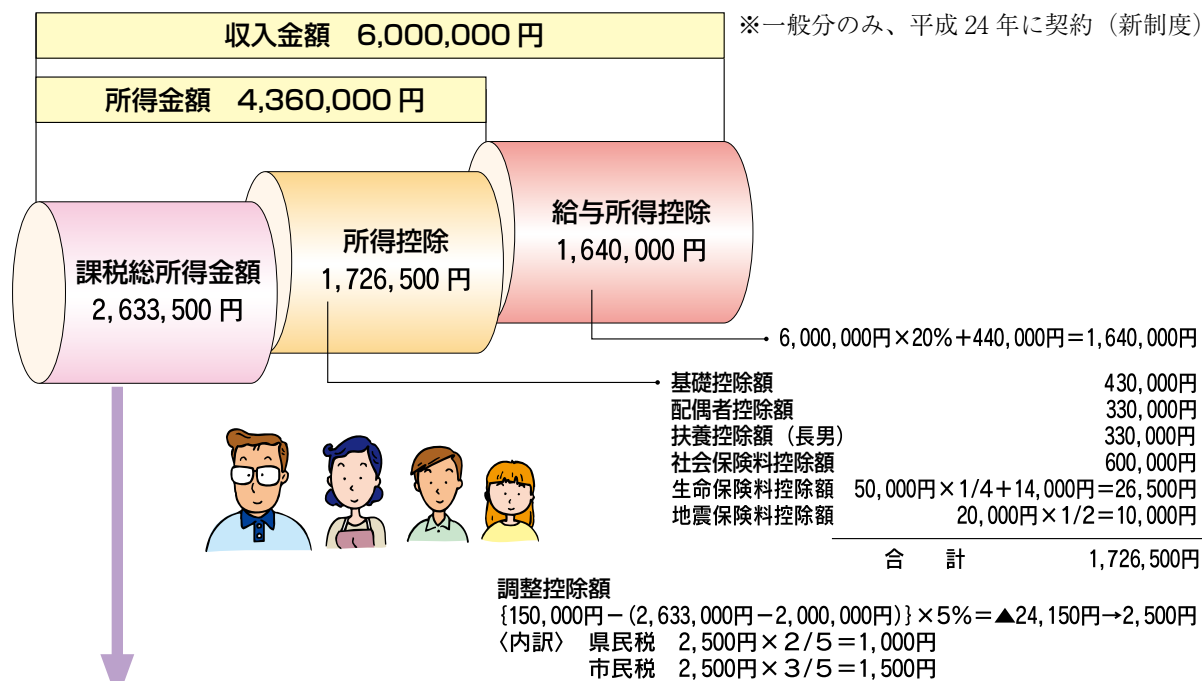 収入金額 6,000,000円
※一般分のみ、平成24年に契約（新制度）
所得金額 4,360,000円
給与所得控除
1,640,000円
所得控除
1,726,500円
課税総所得金額
2,633,500円
6,000,000円×20%＋440,000円＝1,640,000円
基礎控除額 430,000円
配偶者控除額 330,000円
扶養控除額（長男） 330,000円
社会保険料控除額 600,000円
生命保険料控除額 50,000円×1/4＋14,000円＝26,500円
地震保険料控除額 20,000円×1/2＝10,000円
合 計 1,726,500円
調整控除額
{150,000円－(2,633,000円－2,000,000円)}×5%＝▲24,150円→2,500円
〈内訳〉 県民税 2,500円×2/5＝1,000円
市民税 2,500円×3/5＝1,500円